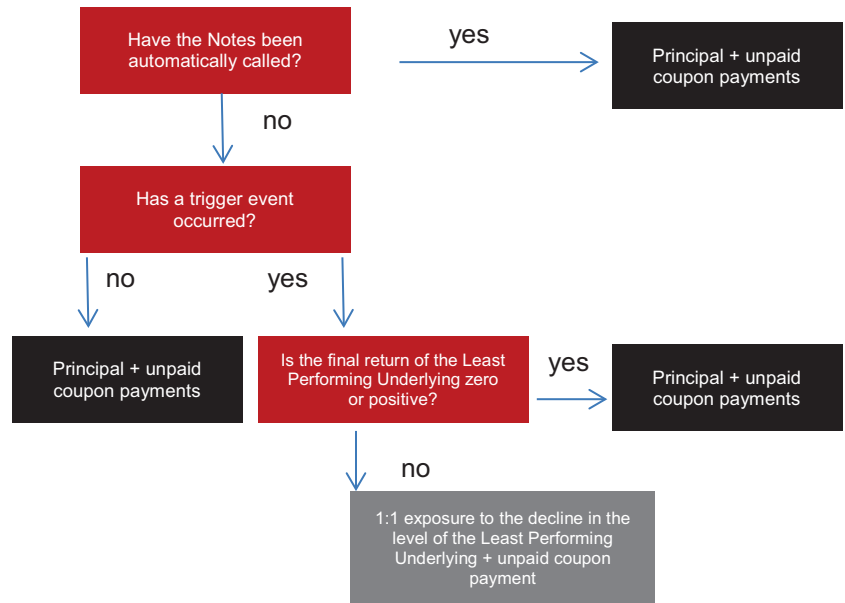 Have the Notes been
automatically called?
yes
Principal + unpaid
coupon payments
no
Has a trigger event
occurred?
no
yes
Principal + unpaid
coupon payments
Is the final return of the Least
Performing Underlying zero
or positive?
yes
Principal + unpaid
coupon payments
no
1:1 exposure to the decline in the
level of the Least Performing
Underlying + unpaid coupon
payment